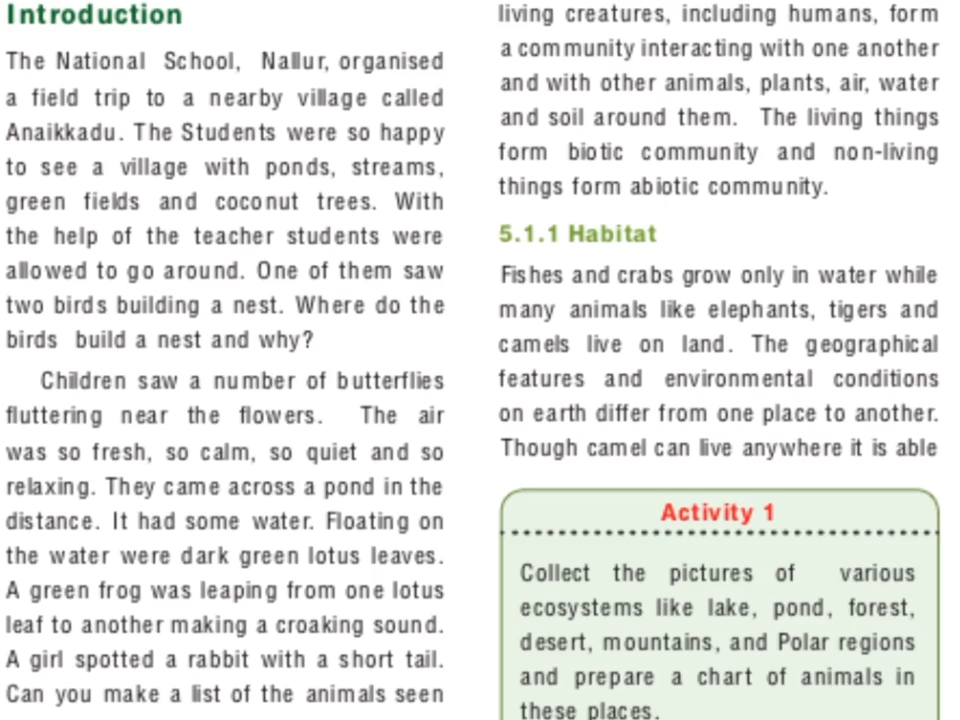 Introduction
The National School, Nallur, organised
a field trip to a nearby village called
Anaikkadu. The Students were so happy
to see a village with ponds, streams,
green fields and coconut trees. With
the help of the teacher students were
allowed to go around. One of them saw
two birds building a nest. Where do the
birds build a nest and why?
Children saw a number of butterflies
fluttering near the flowers. The air
was so fresh, so calm, so quiet and so
relaxing. They came across a pond in the
distance. It had some water. Floating on
the water were dark green lotus leaves.
A green frog was leaping from one lotus
leaf to another making a croaking sound.
A girl spotted a rabbit with a short tail.
Can you make a list of the animals seen
living creatures, including humans, form
a community interacting with one another
and with other animals, plants, air, water
and soil around them. The living things
form biotic community and non-living
things form abiotic community.
5.1.1 Habitat
Fishes and crabs grow only in water while
many animals like elephants, tigers and
camels live on land. The geographical
features and environmental conditions
on earth differ from one place to another.
Though camel can live anywhere it is able
Activity 1
Collect the pictures of various
ecosystems like lake, pond, forest,
desert, mountains, and Polar regions
and prepare a chart of animals in
these places.